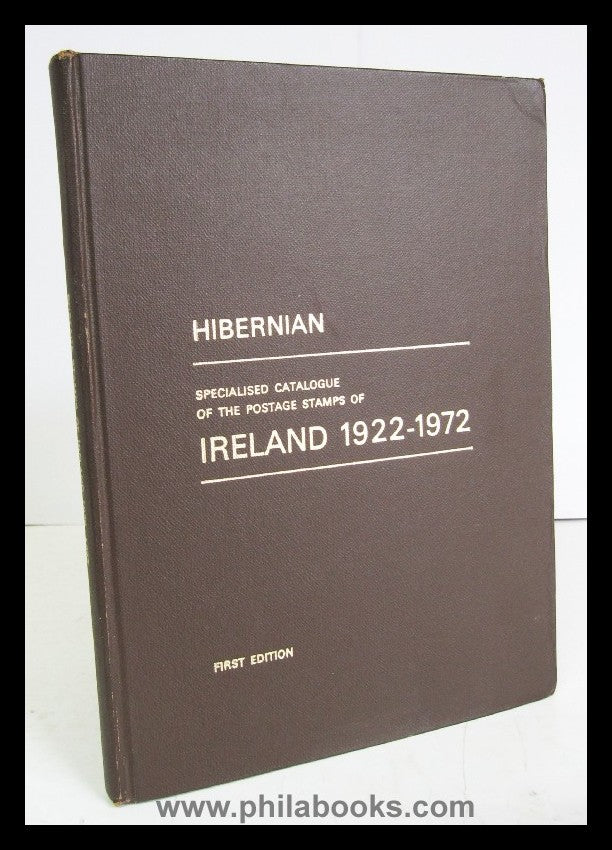 HIBERNIAN
SPECIALISED CATALOGUE
OF THE POSTAGE STAMPS OF
IRELAND 1922-1972
FIRST EDITION
www.philabooks.com